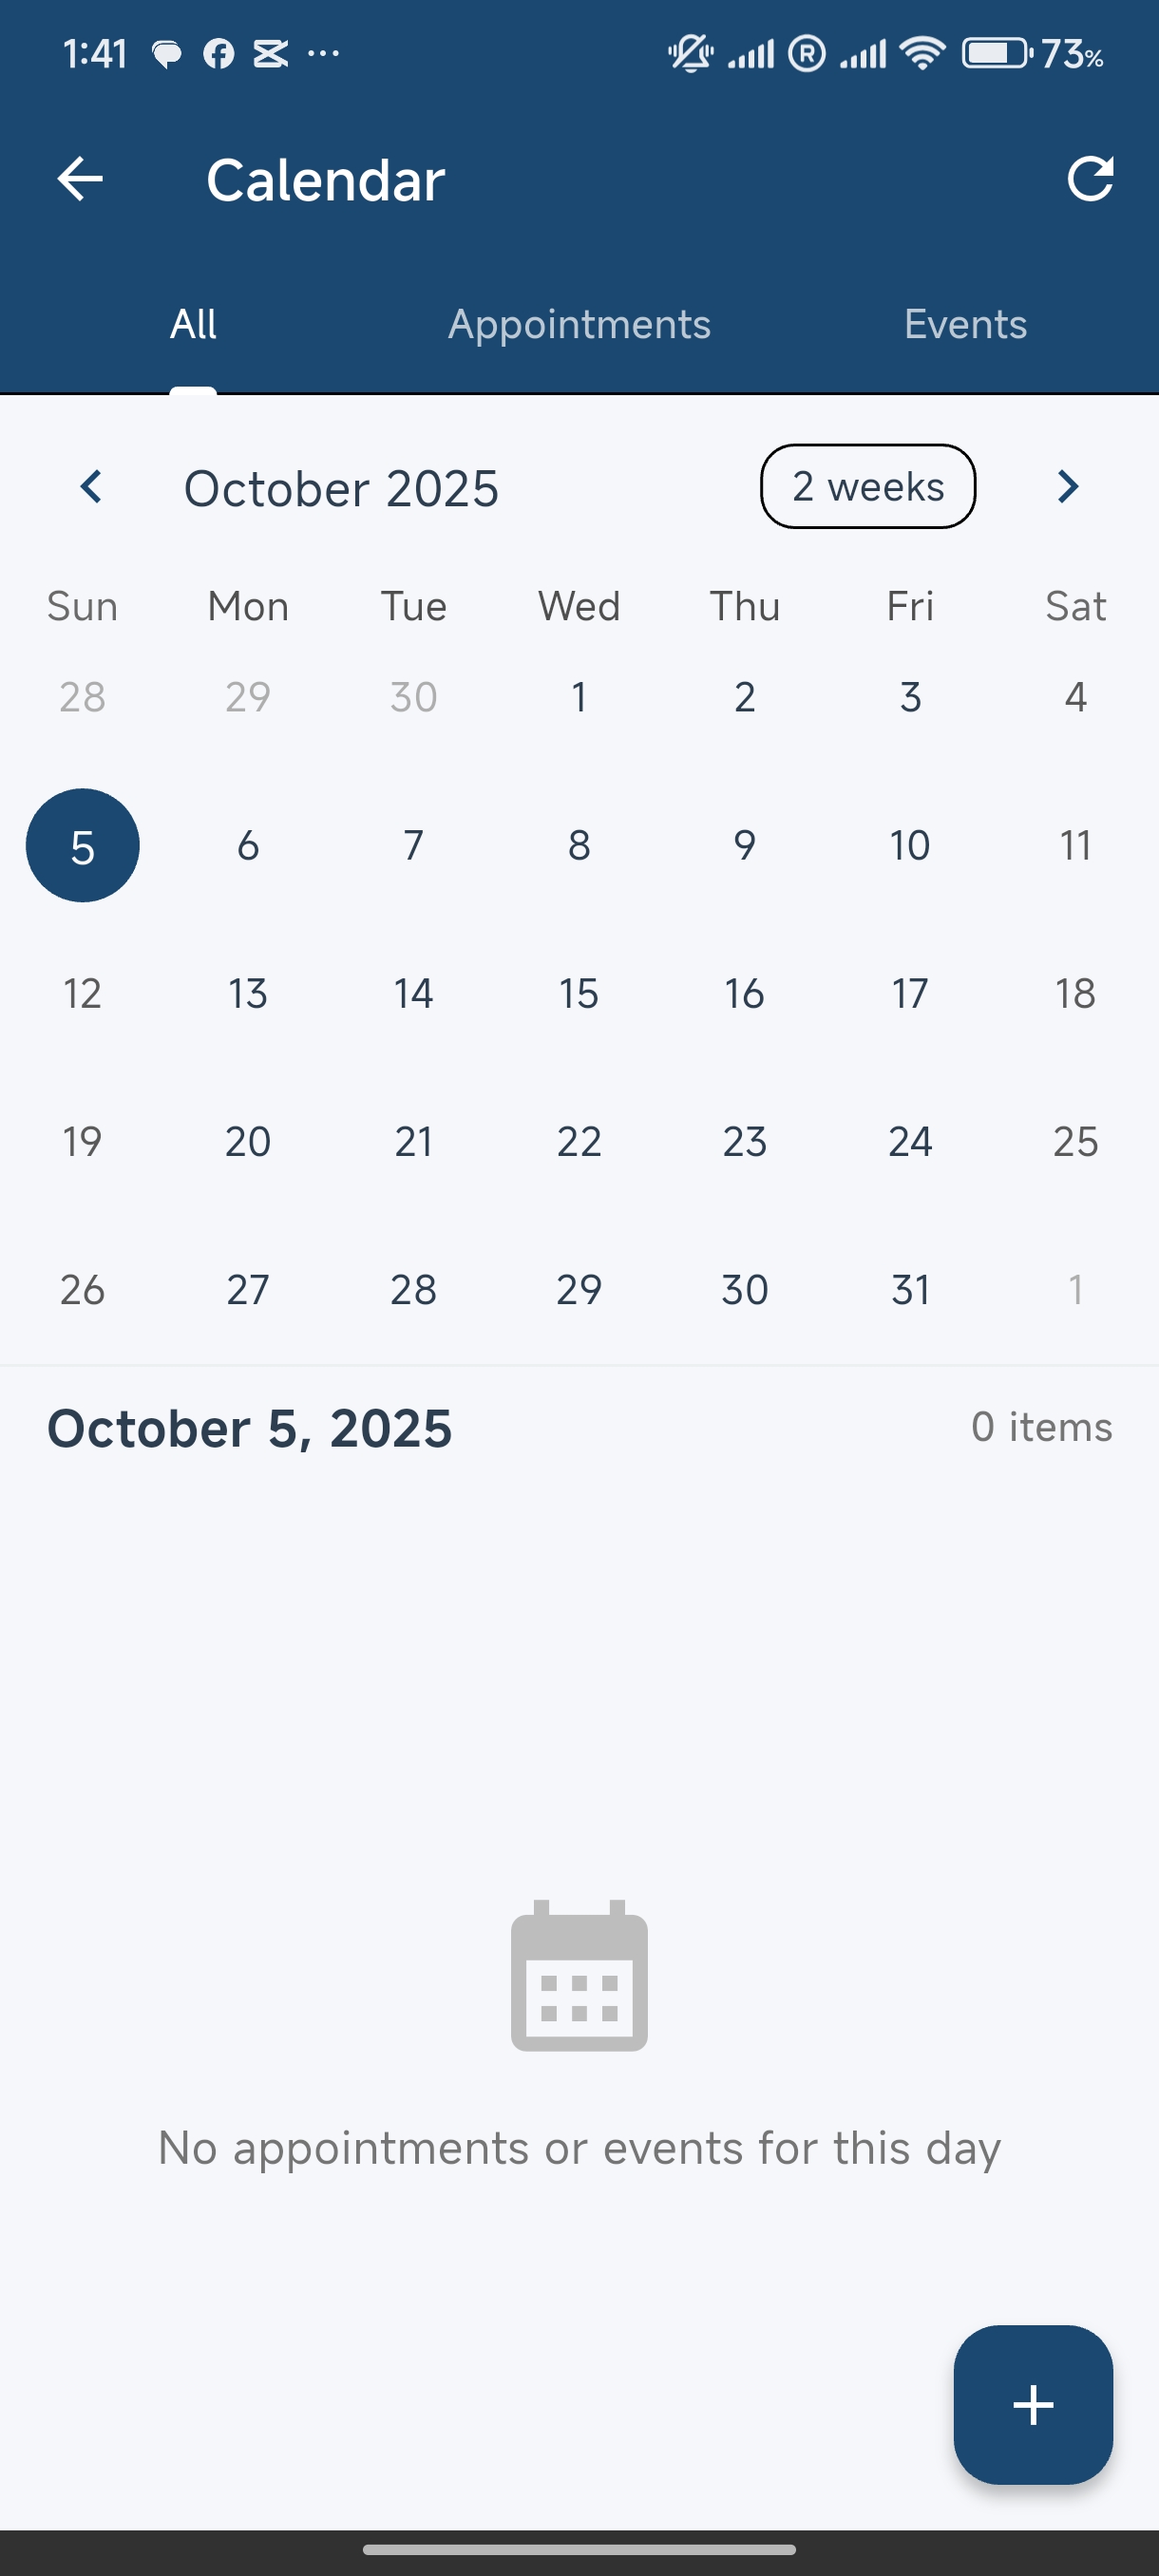 1:41 73%
Calendar
All Appointments Events
October 2025 2 weeks
Sun Mon Tue Wed Thu Fri Sat
28 29 30 1 2 3 4
5 6 7 8 9 10 11
12 13 14 15 16 17 18
19 20 21 22 23 24 25
26 27 28 29 30 31 1
October 5, 2025 0 items
No appointments or events for this day